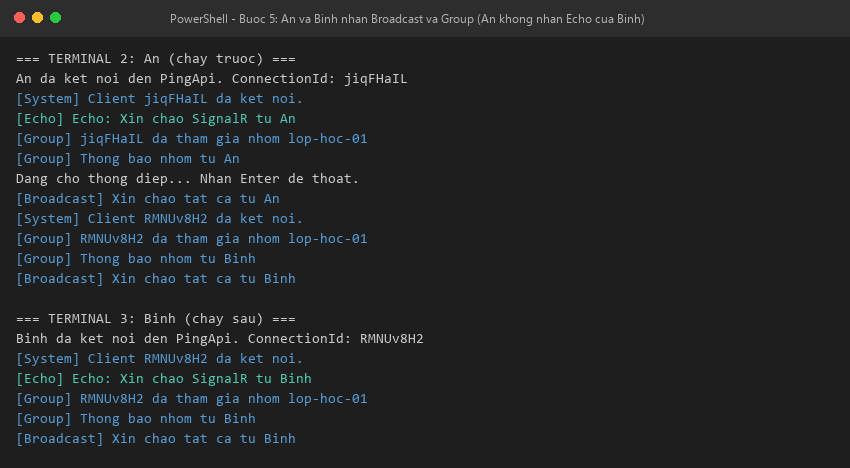 PowerShell - Buoc 5: An va Binh nhan Broadcast va Group (An khong nhan Echo cua Binh)
=== TERMINAL 2: An (chay truoc) ===
An da ket noi den PingApi. ConnectionId: jiqFHaIL
[System] Client jiqFHaIL da ket noi.
[Echo] Echo: Xin chao SignalR tu An
[Group] jiqFHaIL da tham gia nhom lop-hoc-01
[Group] Thong bao nhom tu An
Dang cho thong diep... Nhan Enter de thoat.
[Broadcast] Xin chao tat ca tu An
[System] Client RMNUv8H2 da ket noi.
[Group] RMNUv8H2 da tham gia nhom lop-hoc-01
[Group] Thong bao nhom tu Binh
[Broadcast] Xin chao tat ca tu Binh
=== TERMINAL 3: Binh (chay sau) ===
Binh da ket noi den PingApi. ConnectionId: RMNUv8H2
[System] Client RMNUv8H2 da ket noi.
[Echo] Echo: Xin chao SignalR tu Binh
[Group] RMNUv8H2 da tham gia nhom lop-hoc-01
[Group] Thong bao nhom tu Binh
[Broadcast] Xin chao tat ca tu Binh